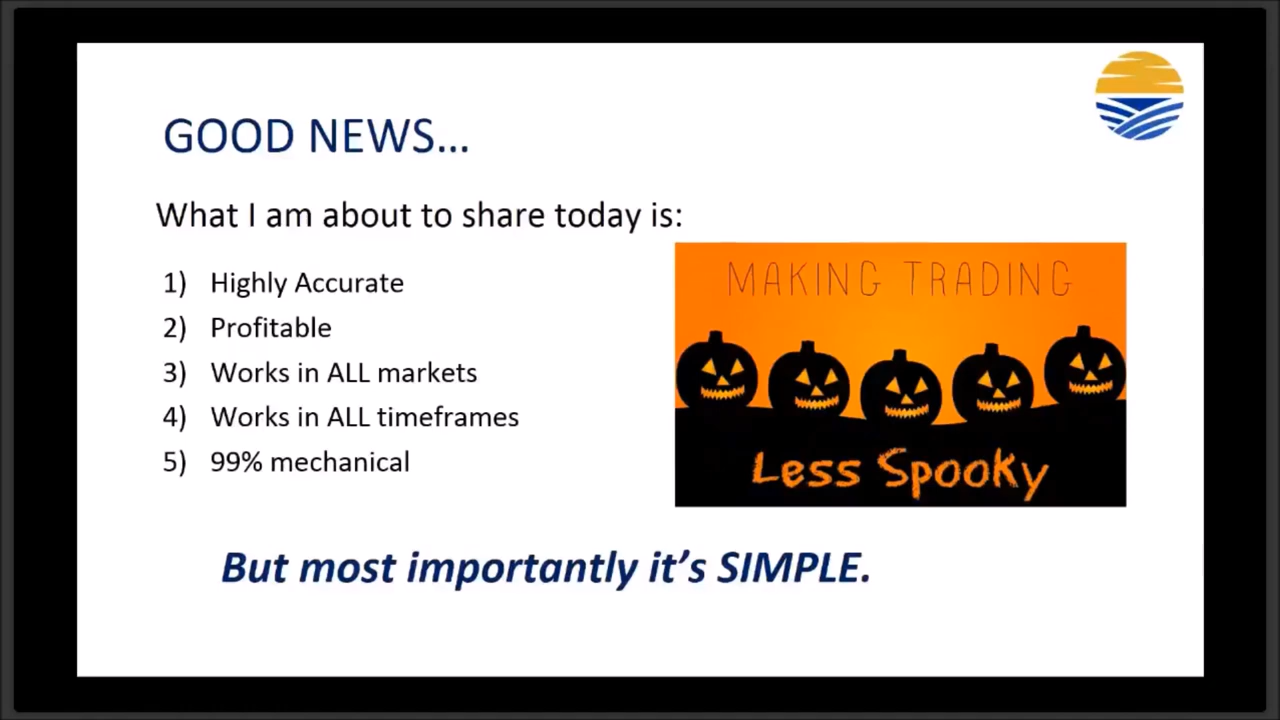 GOOD NEWS...
What I am about to share today is:
1) Highly Accurate
2) Profitable
3) Works in ALL markets
4) Works in ALL timeframes
5) 99% mechanical
MAKING TRADING
Less Spooky
But most importantly it's SIMPLE.